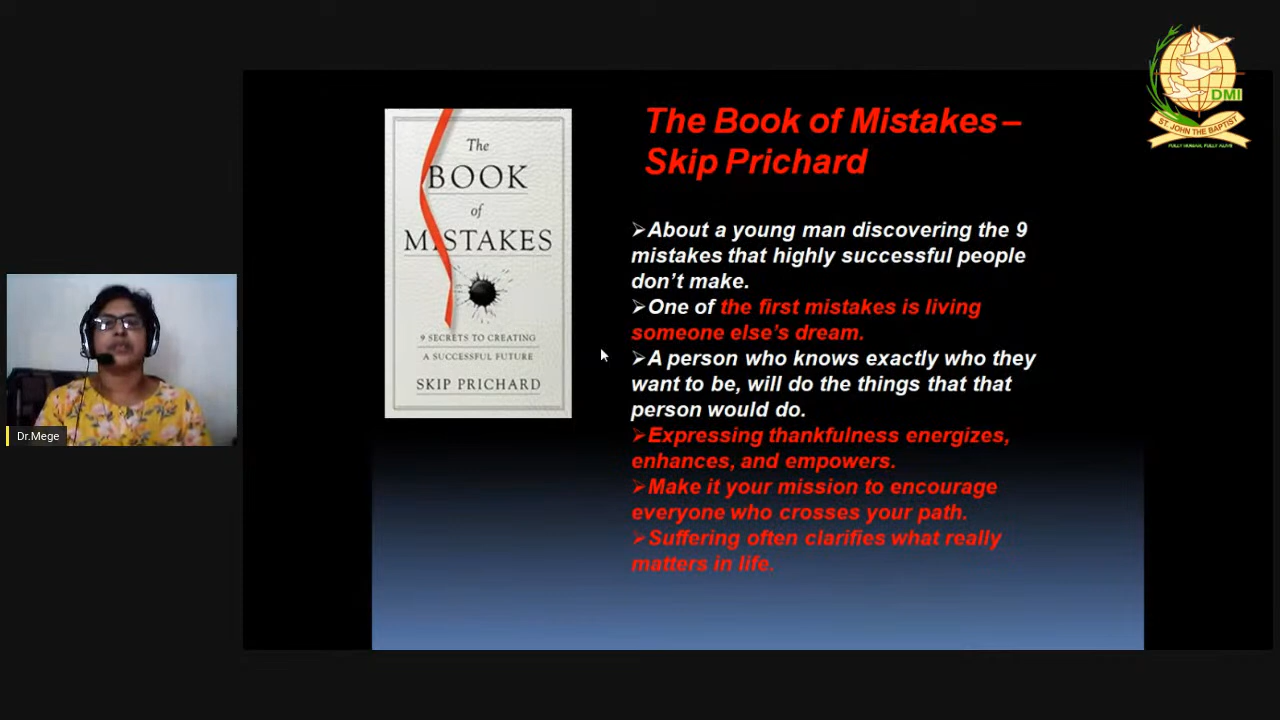 The
BOOK
of
MISTAKES
9 SECRETS TO CREATING
A SUCCESSFUL FUTURE
SKIP PRICHARD
The Book of Mistakes –
Skip Prichard
➢About a young man discovering the 9
mistakes that highly successful people
don’t make.
➢One of the first mistakes is living
someone else’s dream.
➢A person who knows exactly who they
want to be, will do the things that that
person would do.
➢Expressing thankfulness energizes,
enhances, and empowers.
➢Make it your mission to encourage
everyone who crosses your path.
➢Suffering often clarifies what really
matters in life.
DMI
ST. JOHN THE BAPTIST
FULLY HUMAN, FULLY ALIVE
Dr.Mege